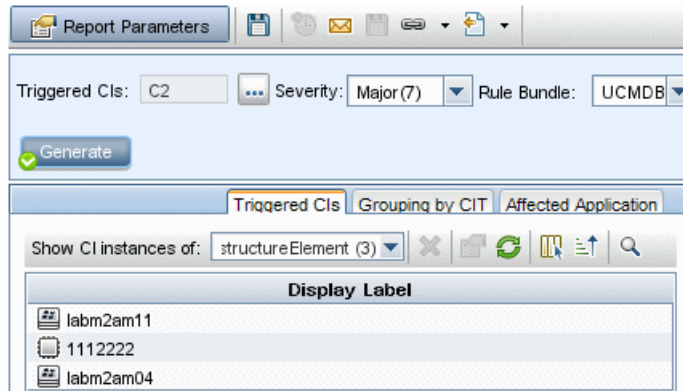 Report Parameters
Triggered CIs: C2 ... Severity: Major (7) Rule Bundle: UCMDB
Generate
Triggered CIs Grouping by CIT Affected Application
Show CI instances of: structureElement (3)
Display Label
labm2am11
1112222
labm2am04